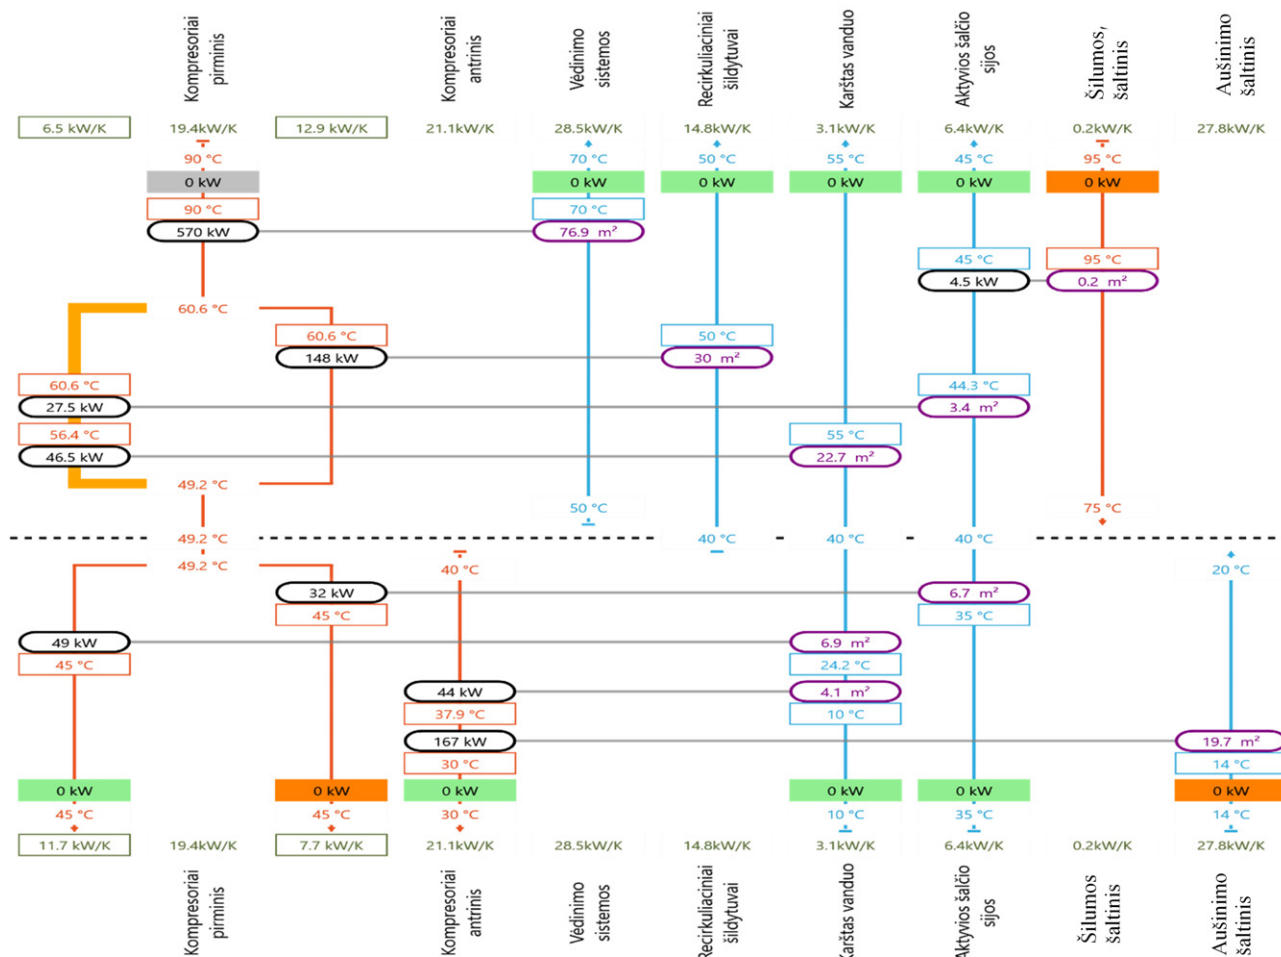 Kompresoriai
pirminis
Kompresoriai
antrinis
Vėdinimo
sistemos
Recirkuliaciniai
šildytuvai
Karštas vanduo
Aktyvios šalčio
sijos
Šilumos,
šaltinis
Aušinimo
šaltinis
6.5 kW/K 19.4kW/K 12.9 kW/K 21.1kW/K 28.5kW/K 14.8kW/K 3.1kW/K 6.4kW/K 0.2kW/K 27.8kW/K
90 °C 70 °C 50 °C 55 °C 45 °C 95 °C
0 kW 0 kW 0 kW 0 kW 0 kW 0 kW
90 °C 70 °C
570 kW 76.9 m²
45 °C 95 °C
4.5 kW 0.2 m²
60.6 °C
60.6 °C 50 °C
148 kW 30 m²
60.6 °C 44.3 °C
27.5 kW 3.4 m²
56.4 °C 55 °C
46.5 kW 22.7 m²
49.2 °C
50 °C 75 °C
49.2 °C 40 °C 40 °C 40 °C
49.2 °C 40 °C 20 °C
32 kW 6.7 m²
45 °C 35 °C
49 kW 6.9 m²
45 °C 24.2 °C
44 kW 4.1 m²
37.9 °C 10 °C
167 kW 19.7 m²
30 °C 14 °C
0 kW 0 kW 0 kW 0 kW 0 kW 0 kW
45 °C 45 °C 30 °C 10 °C 35 °C 14 °C
11.7 kW/K 19.4kW/K 7.7 kW/K 21.1kW/K 28.5kW/K 14.8kW/K 3.1kW/K 6.4kW/K 0.2kW/K 27.8kW/K
Kompresoriai
pirminis
Kompresoriai
antrinis
Vėdinimo
sistemos
Recirkuliaciniai
šildytuvai
Karštas vanduo
Aktyvios šalčio
sijos
Šilumos
šaltinis
Aušinimo
šaltinis